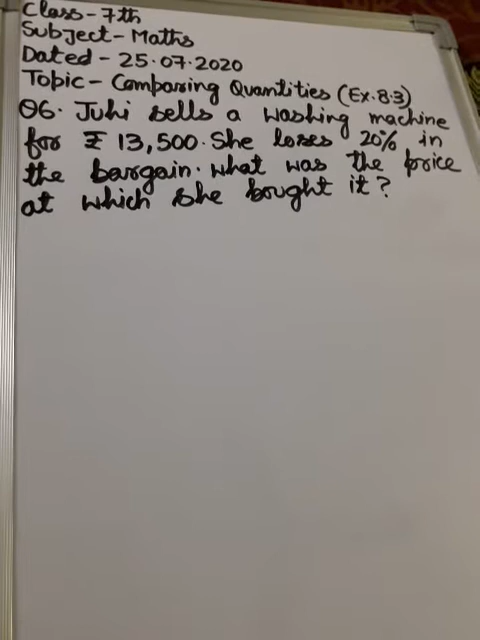 Class-7th
Subject-Maths
Dated-25.07.2020
Topic-Comparing Quantities (Ex.8.3)
Q6. Juhi sells a washing machine
for ₹ 13,500. She loses 20% in
the bargain. what was the price
at which she bought it?